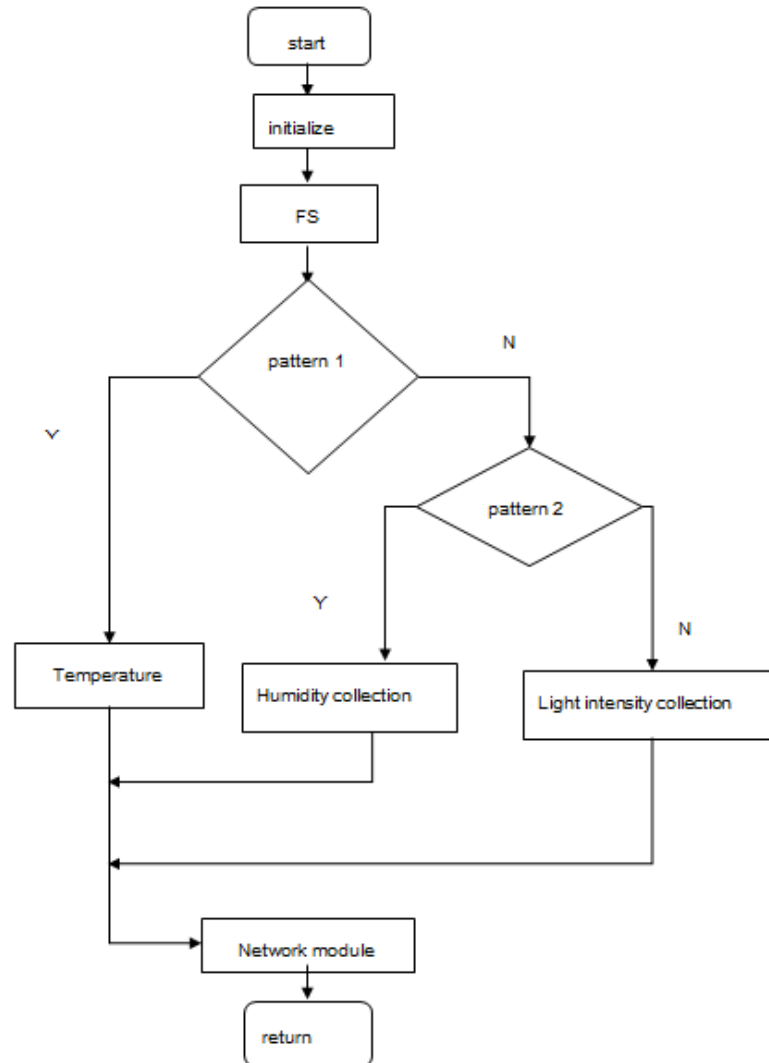 start
initialize
FS
pattern 1
N
Y
pattern 2
Y
N
Temperature
Humidity collection
Light intensity collection
Network module
return